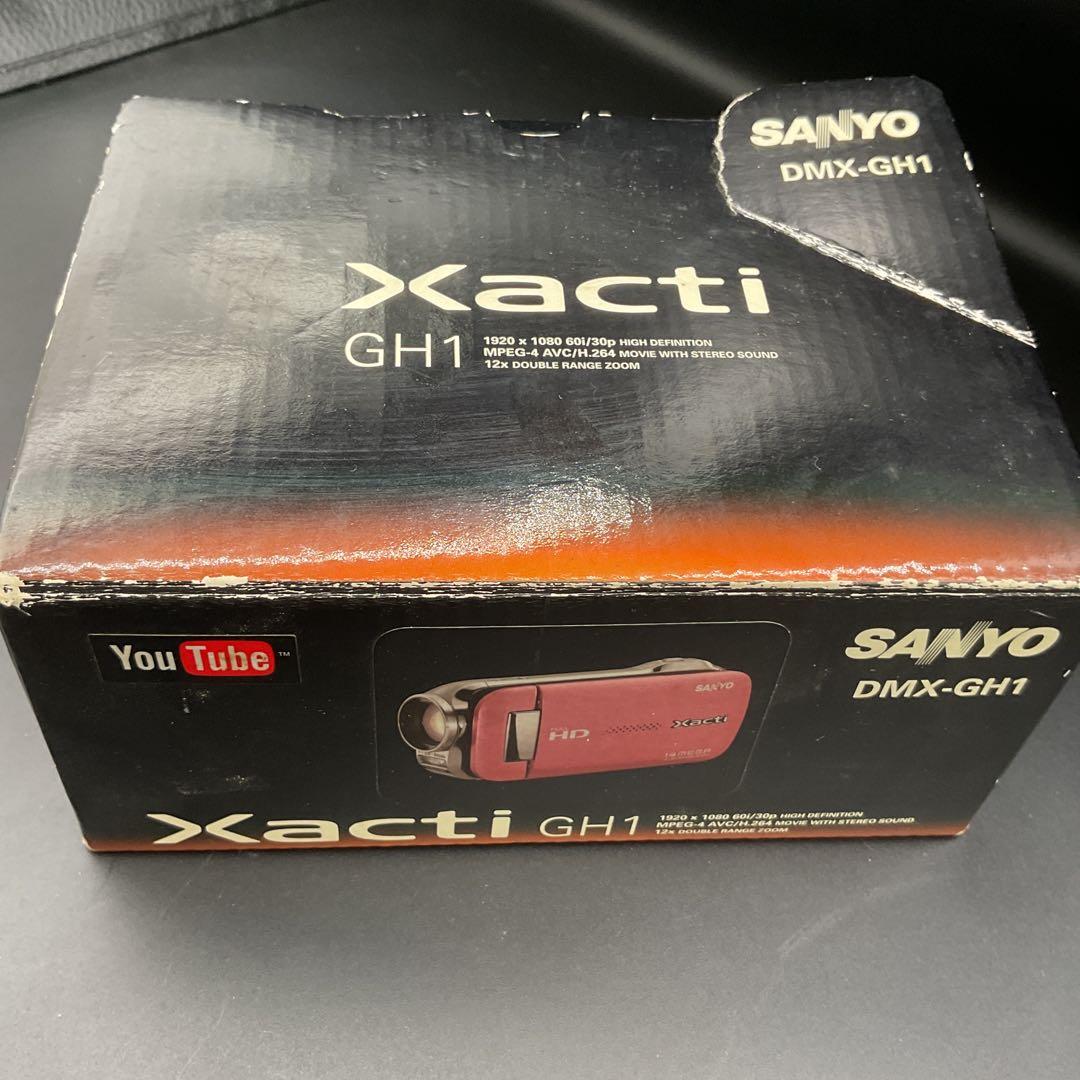 SANYO
DMX-GH1
Xacti
GH1
1920 x 1080 60i/30p HIGH DEFINITION
MPEG-4 AVC/H.264 MOVIE WITH STEREO SOUND
12x DOUBLE RANGE ZOOM
YouTube™
SANYO
HD
Xacti
SANYO
DMX-GH1
Xacti GH1
1920 x 1080 60i/30p HIGH DEFINITION
MPEG-4 AVC/H.264 MOVIE WITH STEREO SOUND
12x DOUBLE RANGE ZOOM